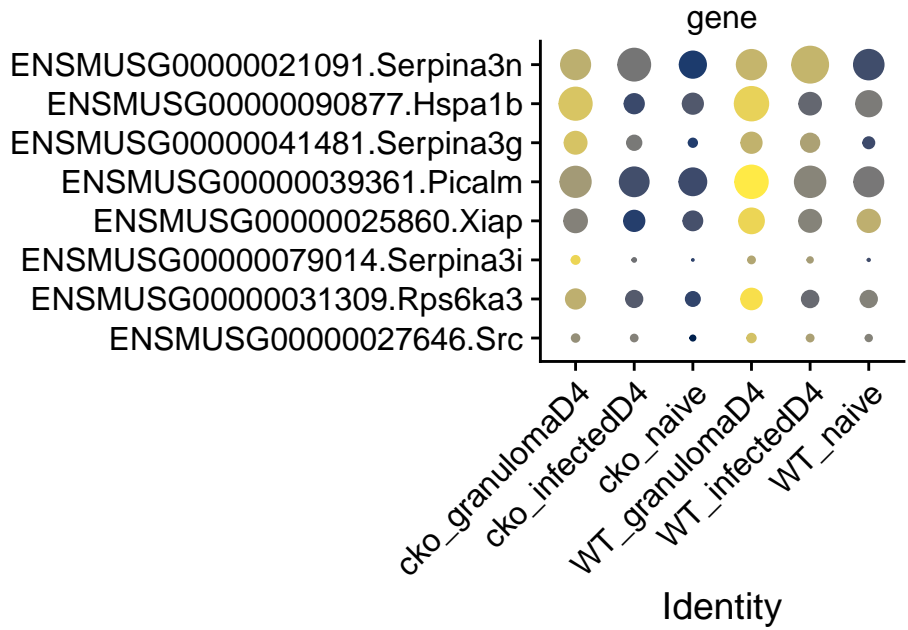 gene
ENSMUSG00000021091.Serpina3n
ENSMUSG00000090877.Hspa1b
ENSMUSG00000041481.Serpina3g
ENSMUSG00000039361.Picalm
ENSMUSG00000025860.Xiap
ENSMUSG00000079014.Serpina3i
ENSMUSG00000031309.Rps6ka3
ENSMUSG00000027646.Src
cko_granulomaD4
cko_infectedD4
cko_naive
WT_granulomaD4
WT_infectedD4
WT_naive
Identity